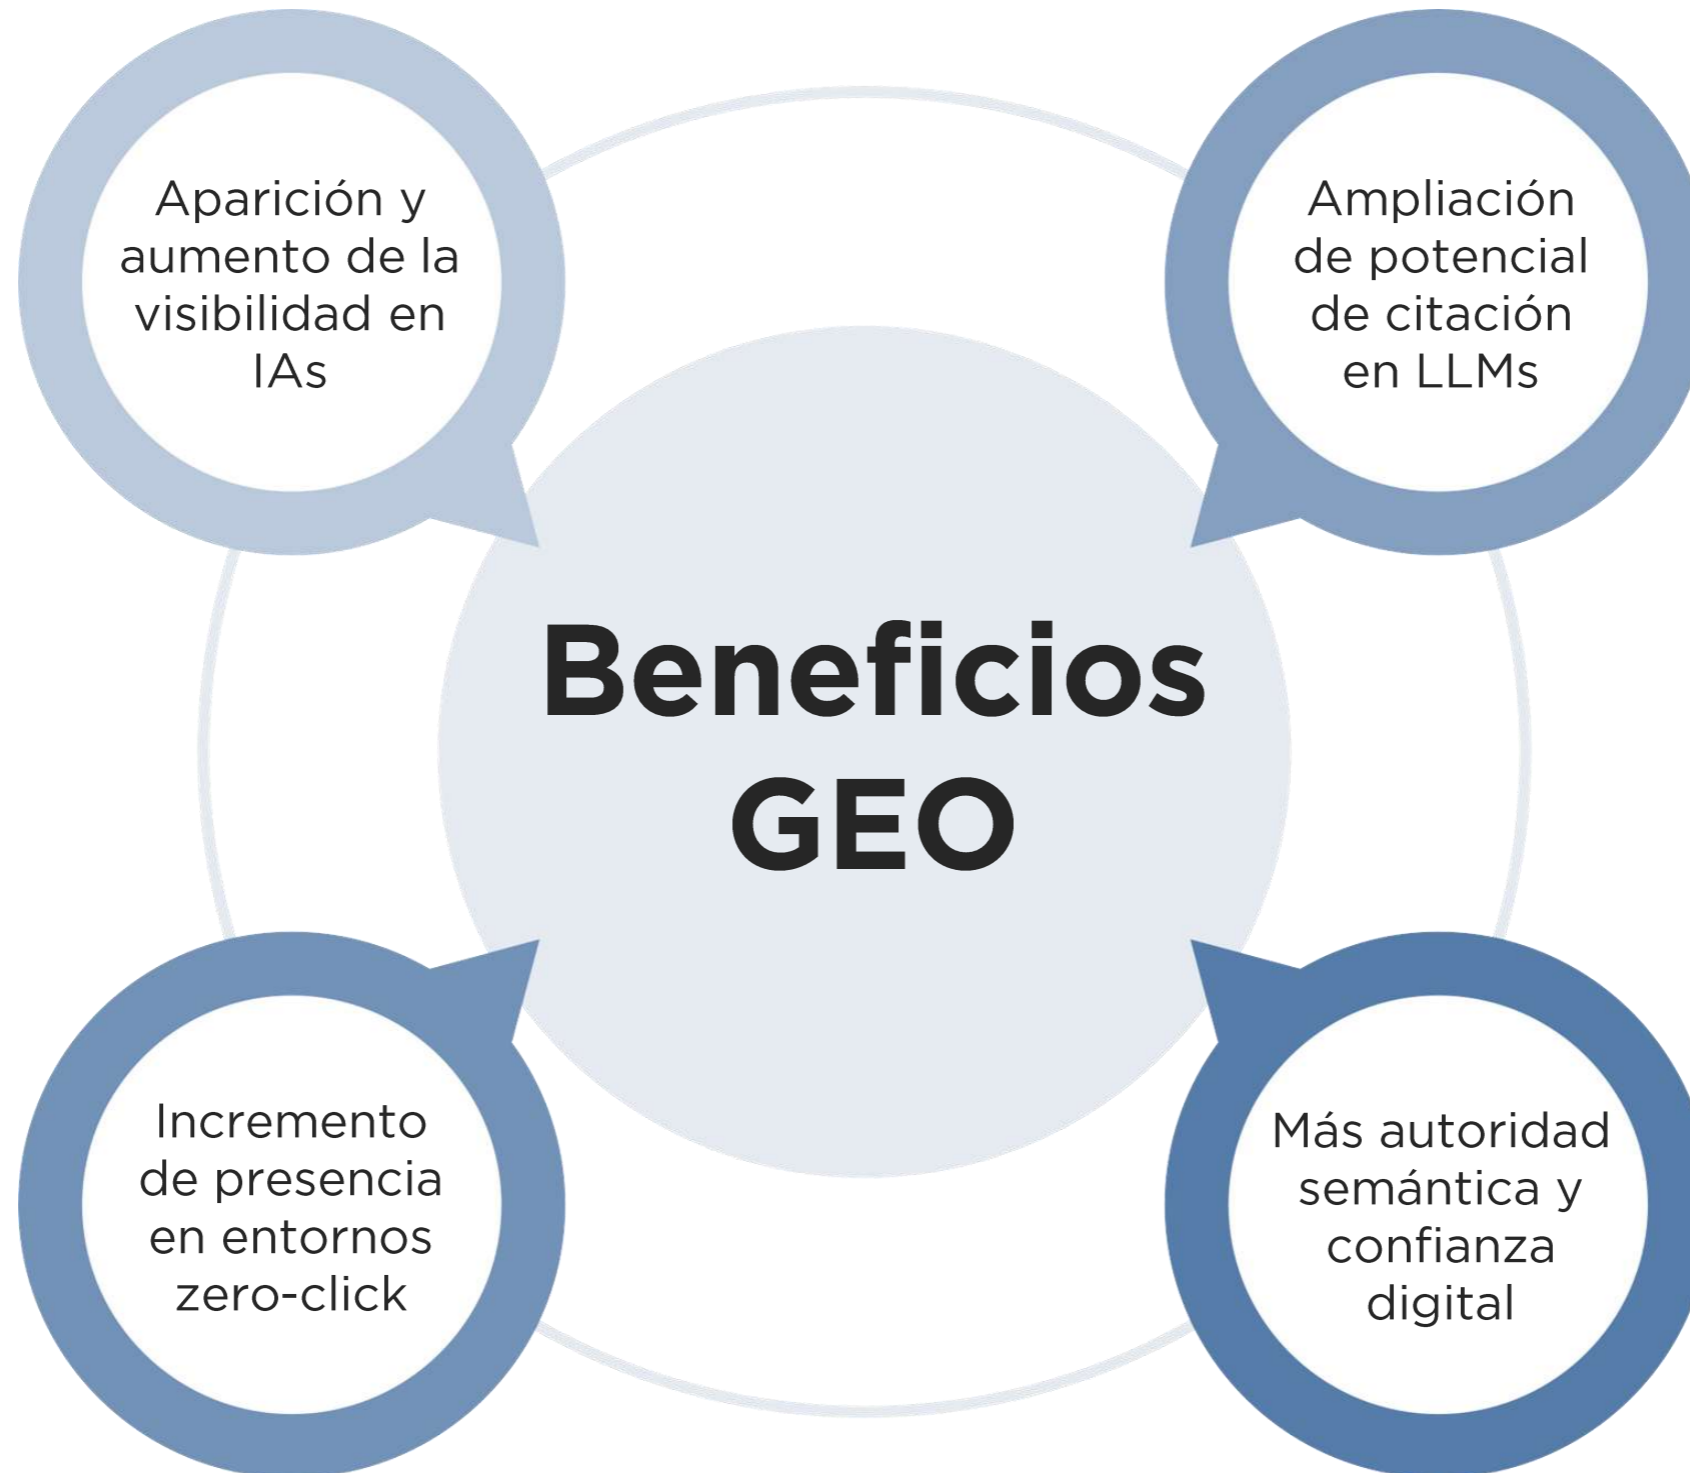 Aparición y
aumento de la
visibilidad en
IAs
Ampliación
de potencial
de citación
en LLMs
Beneficios
GEO
Incremento
de presencia
en entornos
zero-click
Más autoridad
semántica y
confianza
digital